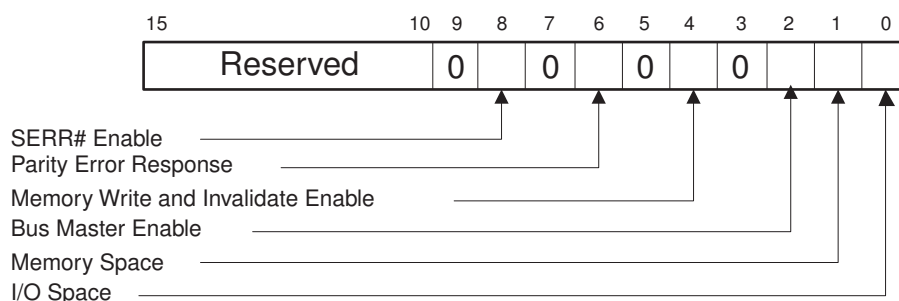 15 10 9 8 7 6 5 4 3 2 1 0
Reserved 0 0 0 0
SERR# Enable
Parity Error Response
Memory Write and Invalidate Enable
Bus Master Enable
Memory Space
I/O Space